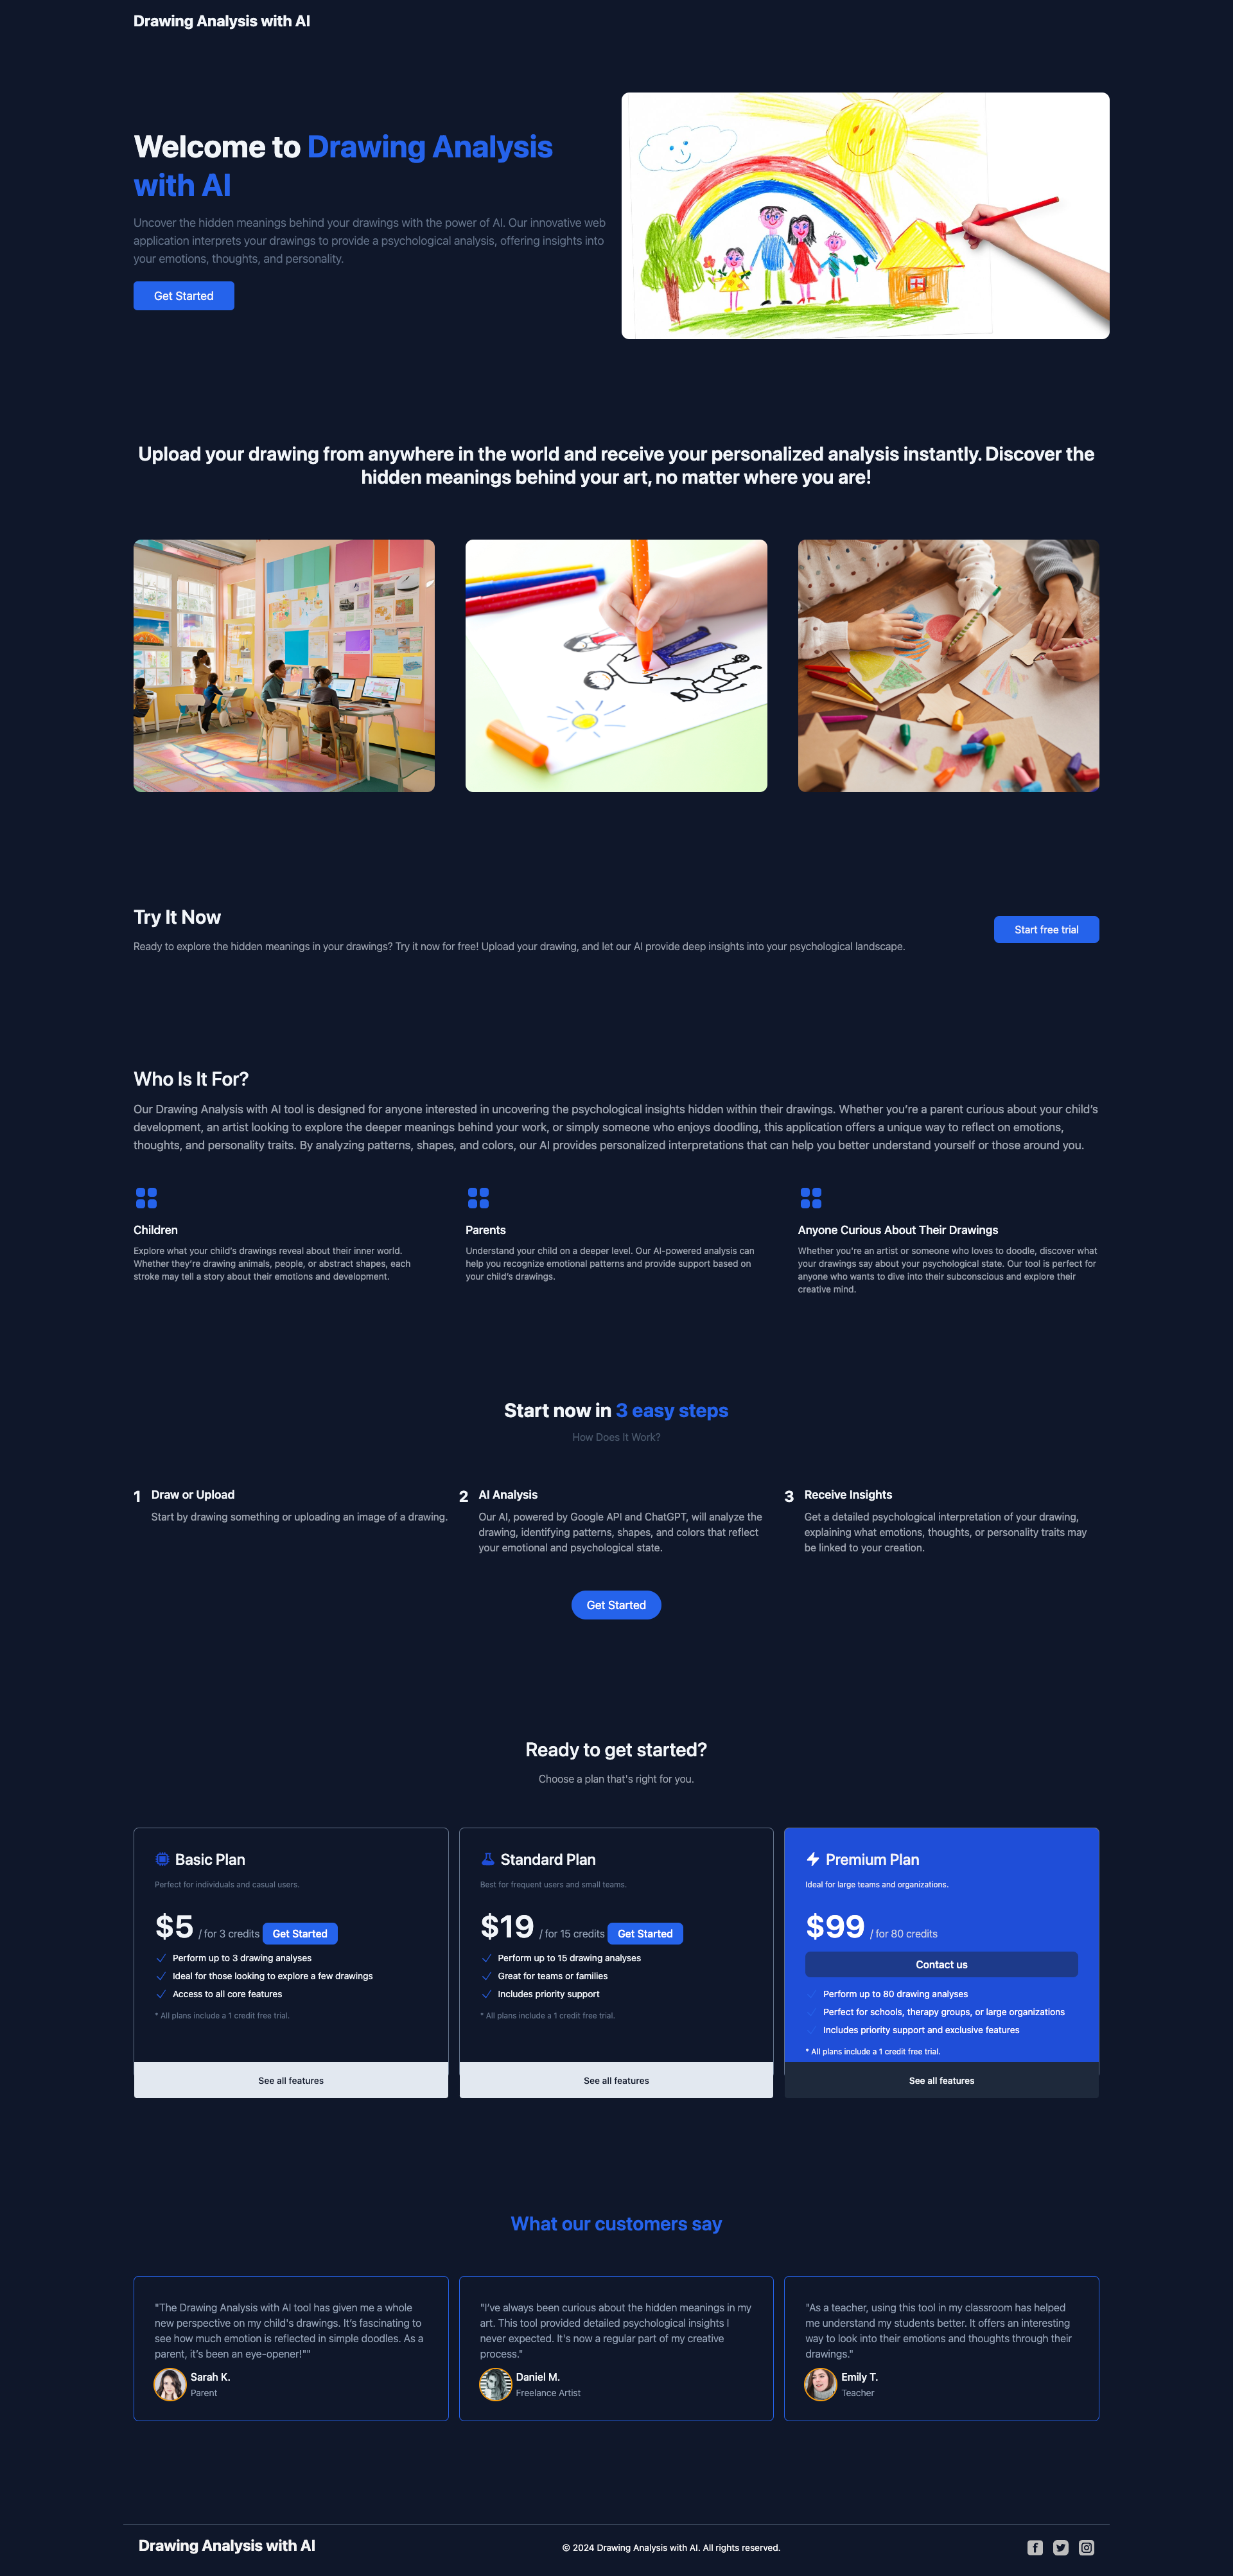 Drawing Analysis with AI
Welcome to Drawing Analysis
with AI
Uncover the hidden meanings behind your drawings with the power of AI. Our innovative web
application interprets your drawings to provide a psychological analysis, offering insights into
your emotions, thoughts, and personality.
Get Started
Upload your drawing from anywhere in the world and receive your personalized analysis instantly. Discover the
hidden meanings behind your art, no matter where you are!
Try It Now
Ready to explore the hidden meanings in your drawings? Try it now for free! Upload your drawing, and let our AI provide deep insights into your psychological landscape.
Start free trial
Who Is It For?
Our Drawing Analysis with AI tool is designed for anyone interested in uncovering the psychological insights hidden within their drawings. Whether you're a parent curious about your child's
development, an artist looking to explore the deeper meanings behind your work, or simply someone who enjoys doodling, this application offers a unique way to reflect on emotions,
thoughts, and personality traits. By analyzing patterns, shapes, and colors, our AI provides personalized interpretations that can help you better understand yourself or those around you.
Children
Explore what your child's drawings reveal about their inner world.
Whether they're drawing animals, people, or abstract shapes, each
stroke may tell a story about their emotions and development.
Parents
Understand your child on a deeper level. Our AI-powered analysis can
help you recognize emotional patterns and provide support based on
your child's drawings.
Anyone Curious About Their Drawings
Whether you're an artist or someone who loves to doodle, discover what
your drawings say about your psychological state. Our tool is perfect for
anyone who wants to dive into their subconscious and explore their
creative mind.
Start now in 3 easy steps
How Does It Work?
1 Draw or Upload
Start by drawing something or uploading an image of a drawing.
2 AI Analysis
Our AI, powered by Google API and ChatGPT, will analyze the
drawing, identifying patterns, shapes, and colors that reflect
your emotional and psychological state.
3 Receive Insights
Get a detailed psychological interpretation of your drawing,
explaining what emotions, thoughts, or personality traits may
be linked to your creation.
Get Started
Ready to get started?
Choose a plan that's right for you.
Basic Plan
Perfect for individuals and casual users.
$5 / for 3 credits Get Started
Perform up to 3 drawing analyses
Ideal for those looking to explore a few drawings
Access to all core features
* All plans include a 1 credit free trial.
See all features
Standard Plan
Best for frequent users and small teams.
$19 / for 15 credits Get Started
Perform up to 15 drawing analyses
Great for teams or families
Includes priority support
* All plans include a 1 credit free trial.
See all features
Premium Plan
Ideal for large teams and organizations.
$99 / for 80 credits
Contact us
Perform up to 80 drawing analyses
Perfect for schools, therapy groups, or large organizations
Includes priority support and exclusive features
* All plans include a 1 credit free trial.
See all features
What our customers say
"The Drawing Analysis with AI tool has given me a whole
new perspective on my child's drawings. It's fascinating to
see how much emotion is reflected in simple doodles. As a
parent, it's been an eye-opener!""
Sarah K.
Parent
"I've always been curious about the hidden meanings in my
art. This tool provided detailed psychological insights I
never expected. It's now a regular part of my creative
process."
Daniel M.
Freelance Artist
"As a teacher, using this tool in my classroom has helped
me understand my students better. It offers an interesting
way to look into their emotions and thoughts through their
drawings."
Emily T.
Teacher
Drawing Analysis with AI
© 2024 Drawing Analysis with AI. All rights reserved.